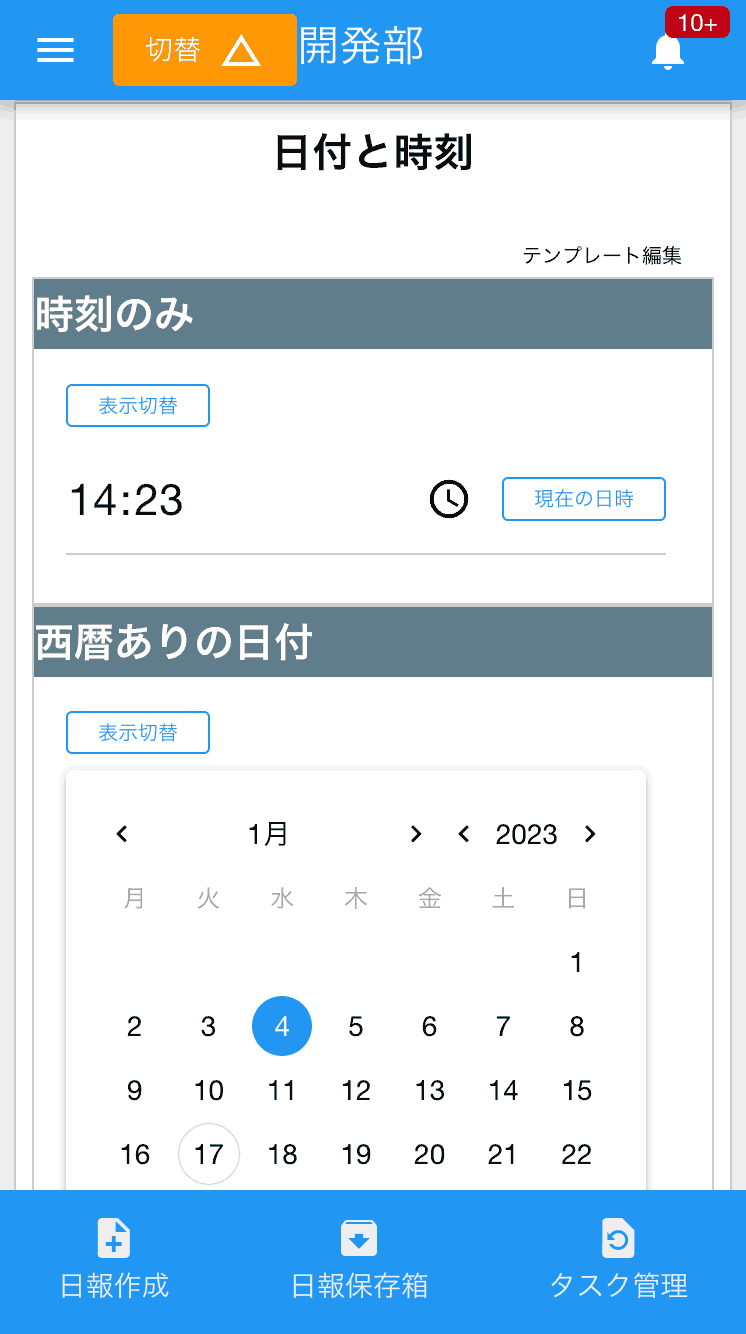 切替 開発部 10+
日付と時刻
テンプレート編集
時刻のみ
表示切替
14:23 現在の日時
西暦ありの日付
表示切替
1月 2023
月 火 水 木 金 土 日
1
2 3 4 5 6 7 8
9 10 11 12 13 14 15
16 17 18 19 20 21 22
日報作成 日報保存箱 タスク管理